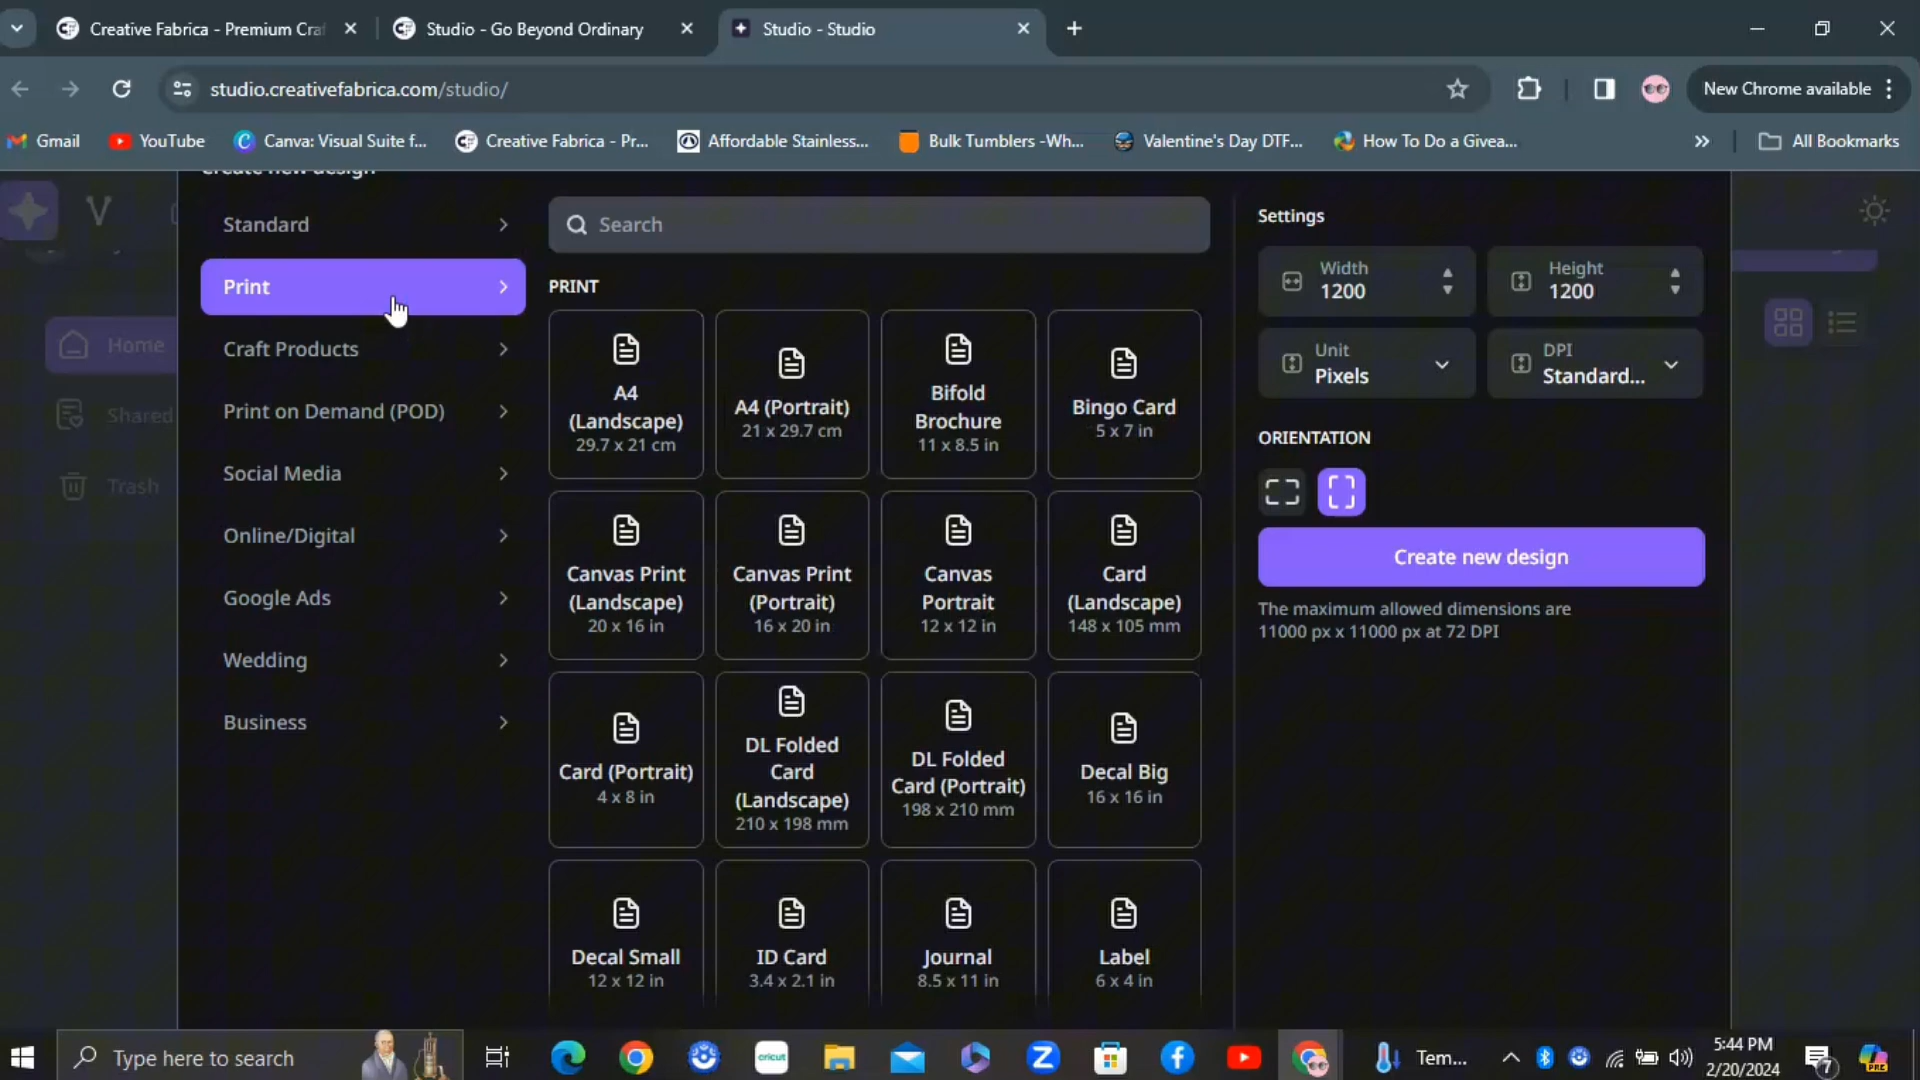 Creative Fabrica - Premium Craf
Studio - Go Beyond Ordinary
Studio - Studio
studio.creativefabrica.com/studio/
New Chrome available
Gmail
YouTube
Canva: Visual Suite f...
Creative Fabrica - Pr...
Affordable Stainless...
Bulk Tumblers -Wh...
Valentine's Day DTF...
How To Do a Givea...
All Bookmarks
Create new design
Home
Shared
Trash
Standard
Print
Craft Products
Print on Demand (POD)
Social Media
Online/Digital
Google Ads
Wedding
Business
Search
PRINT
A4
(Landscape)
29.7 x 21 cm
A4 (Portrait)
21 x 29.7 cm
Bifold
Brochure
11 x 8.5 in
Bingo Card
5 x 7 in
Canvas Print
(Landscape)
20 x 16 in
Canvas Print
(Portrait)
16 x 20 in
Canvas
Portrait
12 x 12 in
Card
(Landscape)
148 x 105 mm
Card (Portrait)
4 x 8 in
DL Folded
Card
(Landscape)
210 x 198 mm
DL Folded
Card (Portrait)
198 x 210 mm
Decal Big
16 x 16 in
Decal Small
12 x 12 in
ID Card
3.4 x 2.1 in
Journal
8.5 x 11 in
Label
6 x 4 in
Settings
Width
1200
Height
1200
Unit
Pixels
DPI
Standard...
ORIENTATION
Create new design
The maximum allowed dimensions are
11000 px x 11000 px at 72 DPI
Type here to search
cricut
Tem...
5:44 PM
2/20/2024
7
PRE